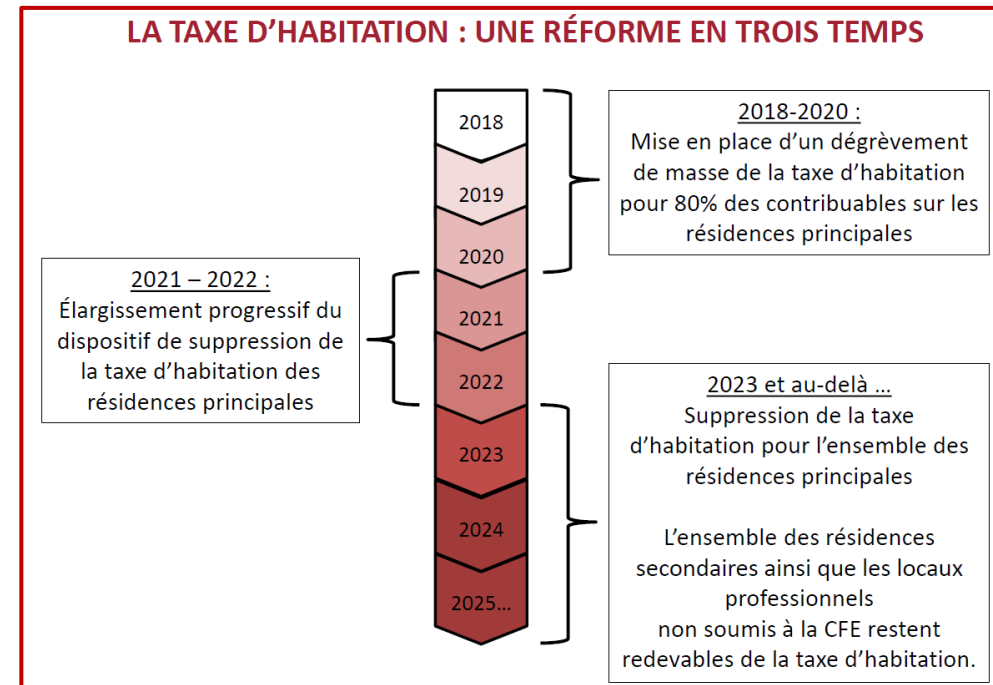 LA TAXE D’HABITATION : UNE RÉFORME EN TROIS TEMPS
2018
2019
2020
2021
2022
2023
2024
2025...
2018-2020 :
Mise en place d’un dégrèvement
de masse de la taxe d’habitation
pour 80% des contribuables sur les
résidences principales
2021 – 2022 :
Élargissement progressif du
dispositif de suppression de
la taxe d’habitation des
résidences principales
2023 et au-delà ...
Suppression de la taxe
d’habitation pour l’ensemble des
résidences principales
L’ensemble des résidences
secondaires ainsi que les locaux
professionnels
non soumis à la CFE restent
redevables de la taxe d’habitation.